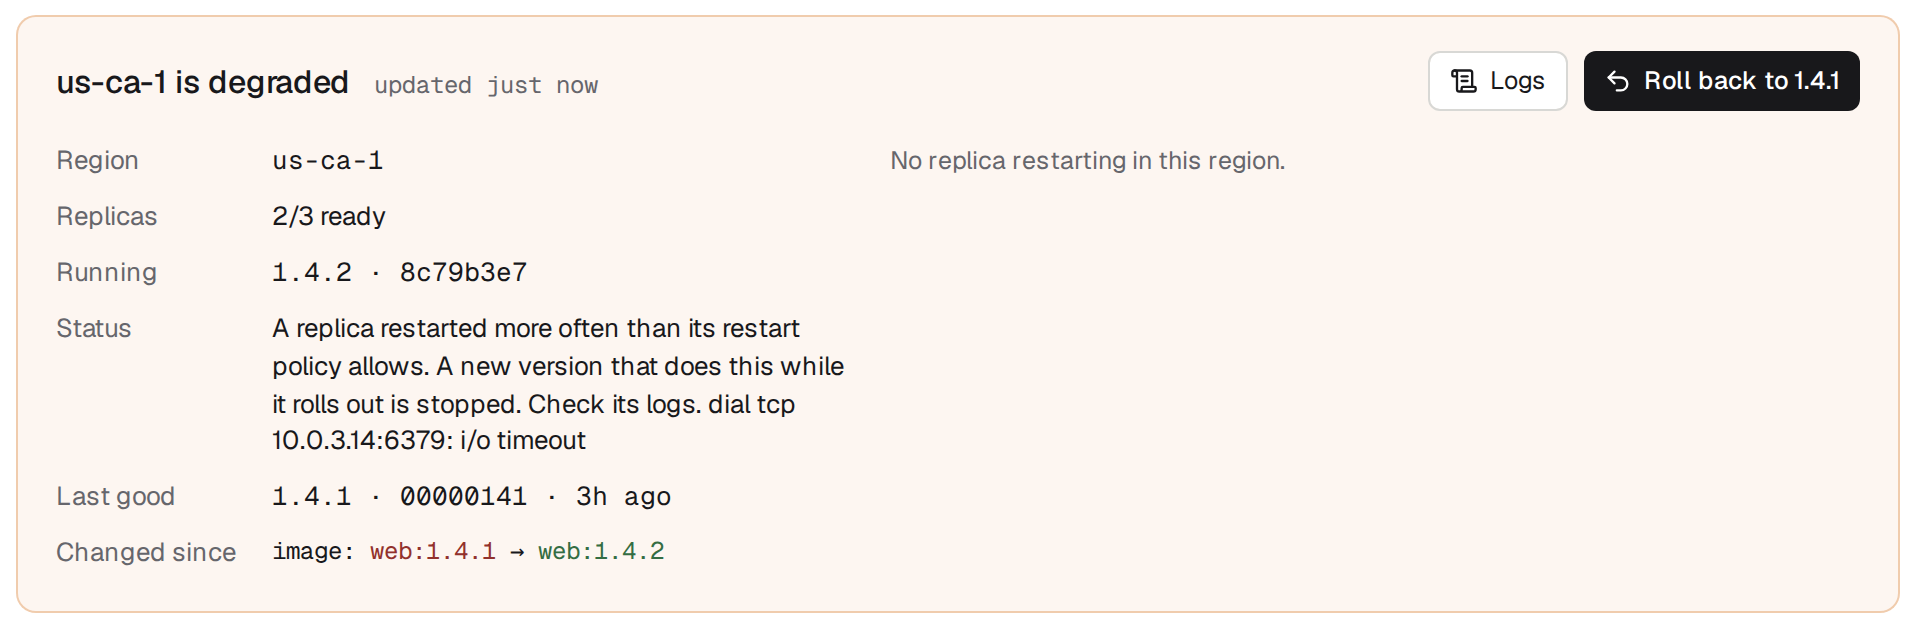 us-ca-1 is degraded updated just now
Logs
Roll back to 1.4.1
Region us-ca-1
No replica restarting in this region.
Replicas 2/3 ready
Running 1.4.2 · 8c79b3e7
Status A replica restarted more often than its restart
policy allows. A new version that does this while
it rolls out is stopped. Check its logs. dial tcp
10.0.3.14:6379: i/o timeout
Last good 1.4.1 · 00000141 · 3h ago
Changed since image: web:1.4.1 → web:1.4.2